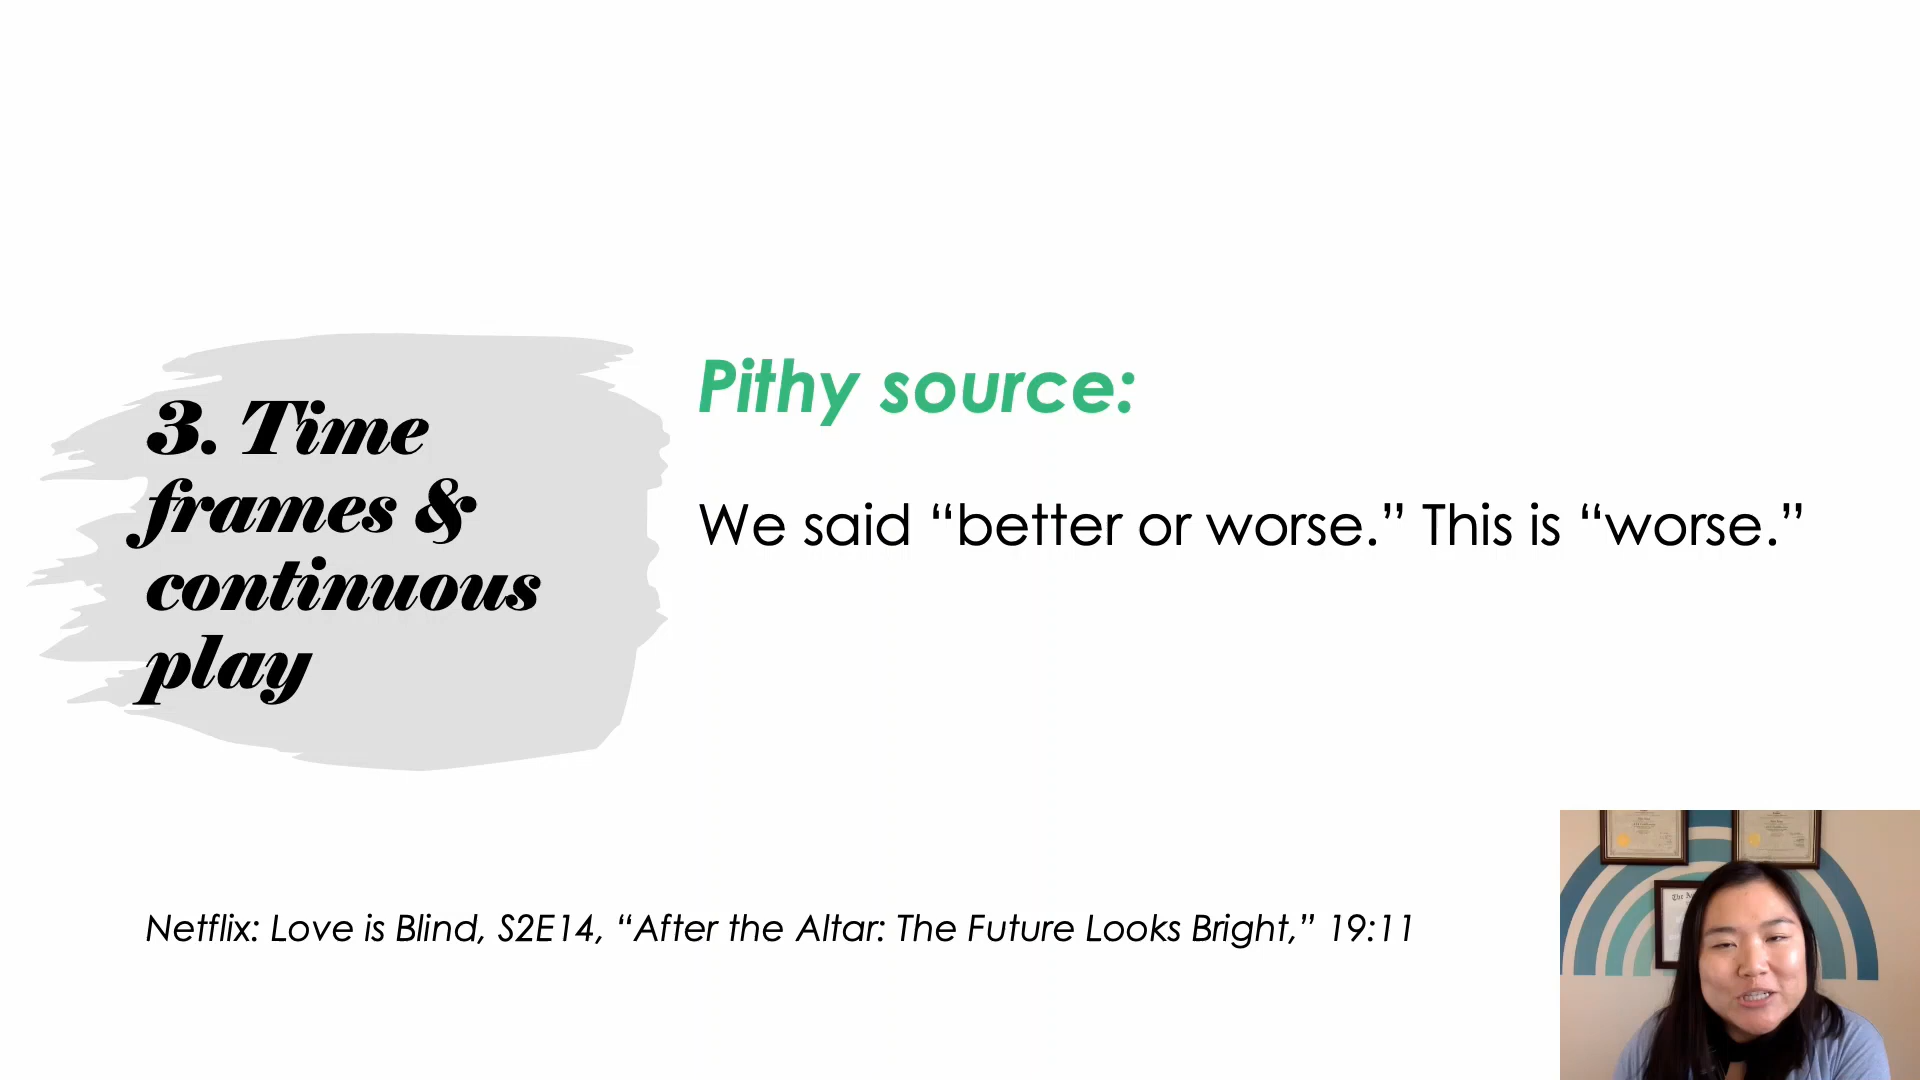 3. Time
frames &
continuous
play
Pithy source:
We said “better or worse.” This is “worse.”
Netflix: Love is Blind, S2E14, “After the Altar: The Future Looks Bright,” 19:11